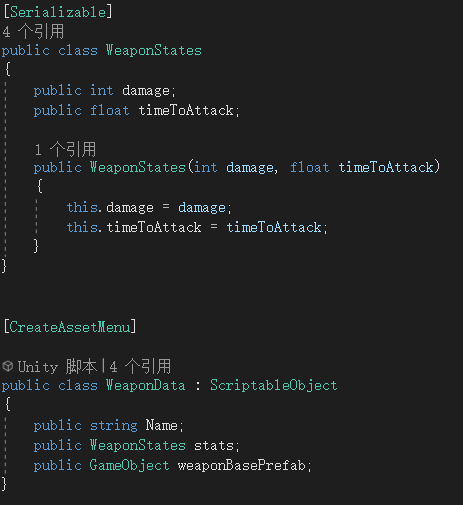 [Serializable]
4 个引用
public class WeaponStates
{
    public int damage;
    public float timeToAttack;
    1 个引用
    public WeaponStates(int damage, float timeToAttack)
    {
        this.damage = damage;
        this.timeToAttack = timeToAttack;
    }
}
[CreateAssetMenu]
Unity 脚本|4 个引用
public class WeaponData : ScriptableObject
{
    public string Name;
    public WeaponStates stats;
    public GameObject weaponBasePrefab;
}